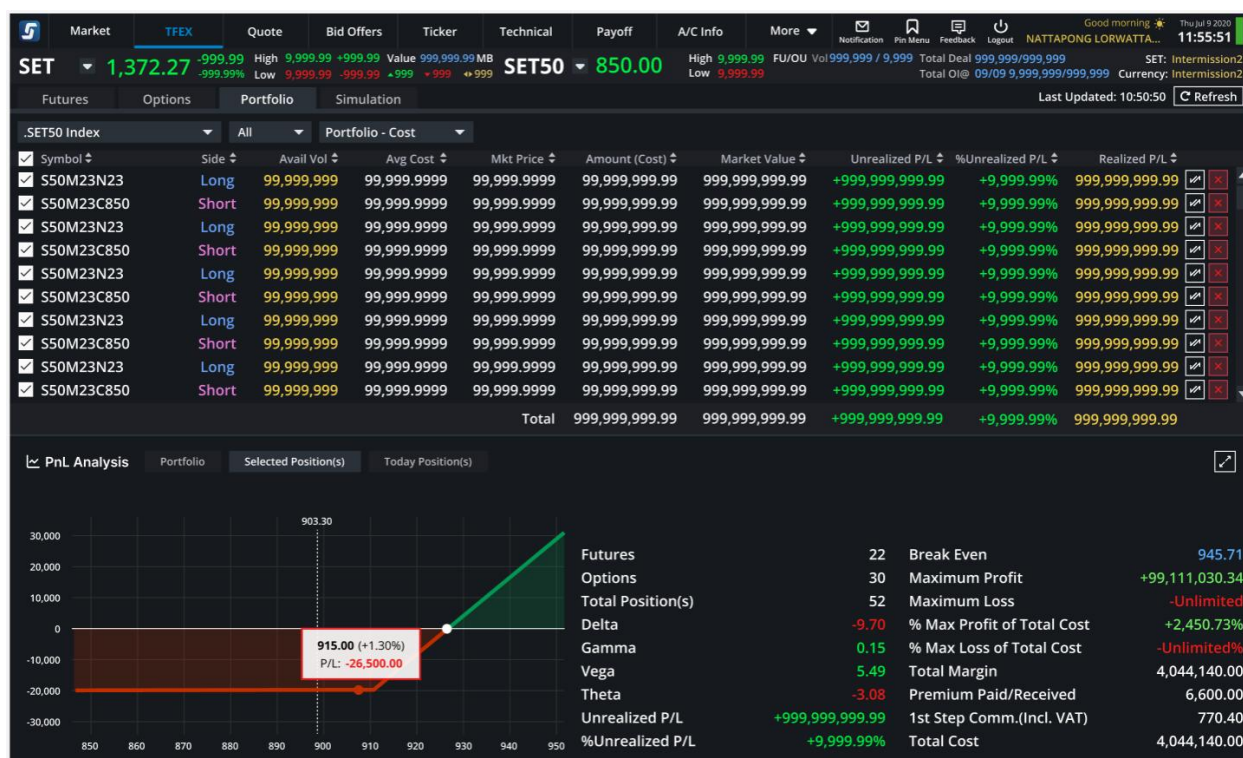 Market TFEX Quote Bid Offers Ticker Technical Payoff A/C Info More Notification Pin Menu Feedback Logout Good morning Thu Jul 9 2020
NATTAPONG LORWATTA... 11:55:51
SET 1,372.27 -999.99 High 9,999.99 +999.99 Value 999,999.99 MB SET50 850.00 High 9,999.99 FU/OU Vol 999,999 / 9,999 Total Deal 999,999/999,999 SET: Intermission2
-999.99% Low 9,999.99 -999.99 999 999 999 Low 9,999.99 Total OI@ 09/09 9,999,999/999,999 Currency: Intermission2
Futures Options Portfolio Simulation Last Updated: 10:50:50 Refresh
.SET50 Index All Portfolio - Cost
Symbol Side Avail Vol Avg Cost Mkt Price Amount (Cost) Market Value Unrealized P/L %Unrealized P/L Realized P/L
S50M23N23 Long 99,999,999 99,999.9999 99,999.9999 99,999,999.99 999,999,999.99 +999,999,999.99 +9,999.99% 999,999,999.99
S50M23C850 Short 99,999,999 99,999.9999 99,999.9999 99,999,999.99 999,999,999.99 +999,999,999.99 +9,999.99% 999,999,999.99
S50M23N23 Long 99,999,999 99,999.9999 99,999.9999 99,999,999.99 999,999,999.99 +999,999,999.99 +9,999.99% 999,999,999.99
S50M23C850 Short 99,999,999 99,999.9999 99,999.9999 99,999,999.99 999,999,999.99 +999,999,999.99 +9,999.99% 999,999,999.99
S50M23N23 Long 99,999,999 99,999.9999 99,999.9999 99,999,999.99 999,999,999.99 +999,999,999.99 +9,999.99% 999,999,999.99
S50M23C850 Short 99,999,999 99,999.9999 99,999.9999 99,999,999.99 999,999,999.99 +999,999,999.99 +9,999.99% 999,999,999.99
S50M23N23 Long 99,999,999 99,999.9999 99,999.9999 99,999,999.99 999,999,999.99 +999,999,999.99 +9,999.99% 999,999,999.99
S50M23C850 Short 99,999,999 99,999.9999 99,999.9999 99,999,999.99 999,999,999.99 +999,999,999.99 +9,999.99% 999,999,999.99
S50M23N23 Long 99,999,999 99,999.9999 99,999.9999 99,999,999.99 999,999,999.99 +999,999,999.99 +9,999.99% 999,999,999.99
S50M23C850 Short 99,999,999 99,999.9999 99,999.9999 99,999,999.99 999,999,999.99 +999,999,999.99 +9,999.99% 999,999,999.99
Total 999,999,999.99 999,999,999.99 +999,999,999.99 +9,999.99% 999,999,999.99
PnL Analysis Portfolio Selected Position(s) Today Position(s)
903.30
30,000
20,000
10,000
0
-10,000
-20,000
-30,000
915.00 (+1.30%)
P/L: -26,500.00
850 860 870 880 890 900 910 920 930 940 950
Futures 22 Break Even 945.71
Options 30 Maximum Profit +99,111,030.34
Total Position(s) 52 Maximum Loss -Unlimited
Delta -9.70 % Max Profit of Total Cost +2,450.73%
Gamma 0.15 % Max Loss of Total Cost -Unlimited%
Vega 5.49 Total Margin 4,044,140.00
Theta -3.08 Premium Paid/Received 6,600.00
Unrealized P/L +999,999,999.99 1st Step Comm.(Incl. VAT) 770.40
%Unrealized P/L +9,999.99% Total Cost 4,044,140.00